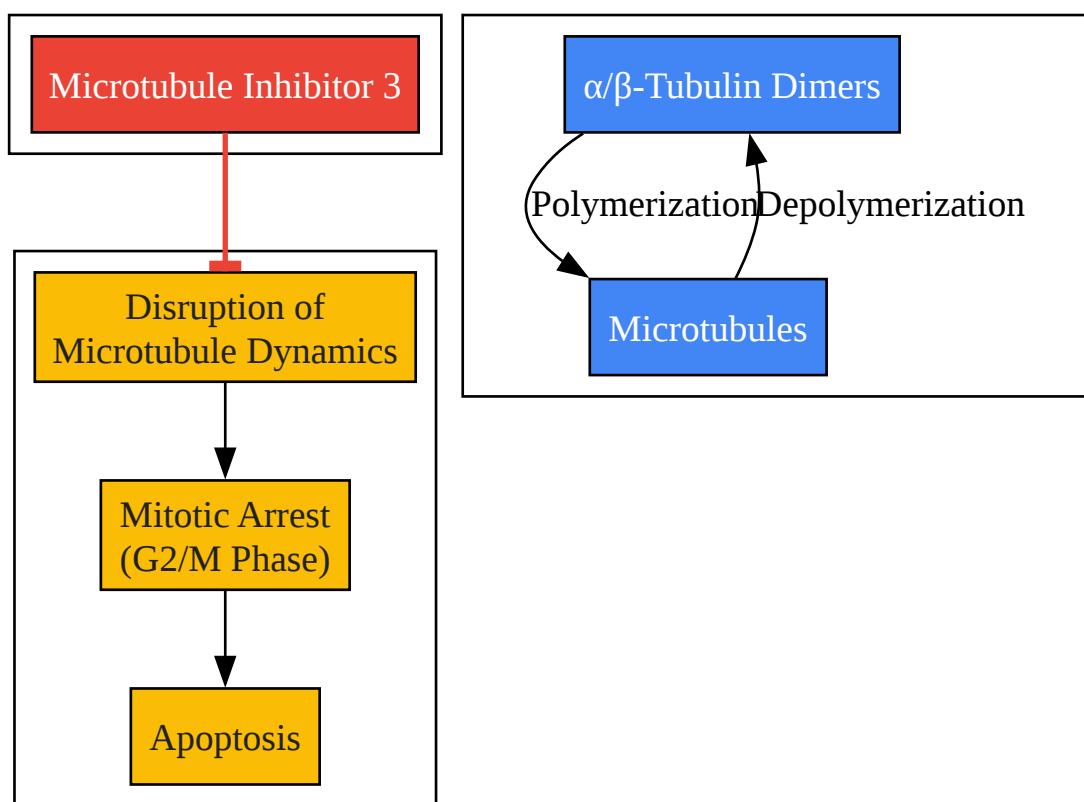 Microtubule Inhibitor 3
α/β-Tubulin Dimers
Polymerization
Depolymerization
Disruption of
Microtubule Dynamics
Microtubules
Mitotic Arrest
(G2/M Phase)
Apoptosis